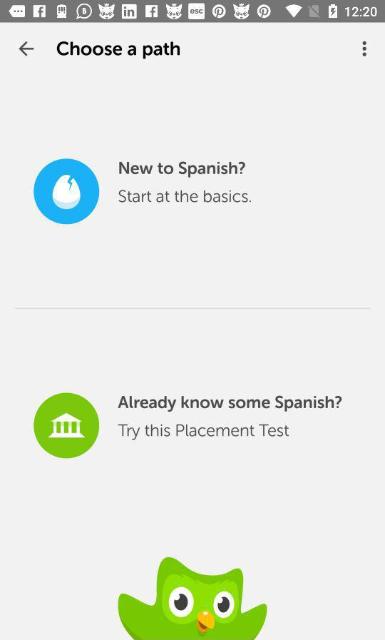 esc 12:20
Choose a path
New to Spanish?
Start at the basics.
Already know some Spanish?
Try this Placement Test